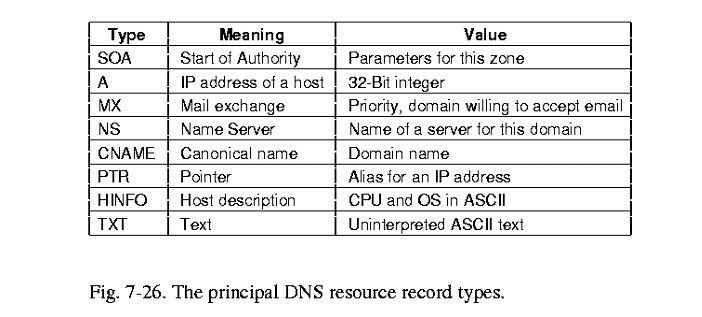 Type Meaning Value
SOA Start of Authority Parameters for this zone
A IP address of a host 32-Bit integer
MX Mail exchange Priority, domain willing to accept email
NS Name Server Name of a server for this domain
CNAME Canonical name Domain name
PTR Pointer Alias for an IP address
HINFO Host description CPU and OS in ASCII
TXT Text Uninterpreted ASCII text
Fig. 7-26. The principal DNS resource record types.